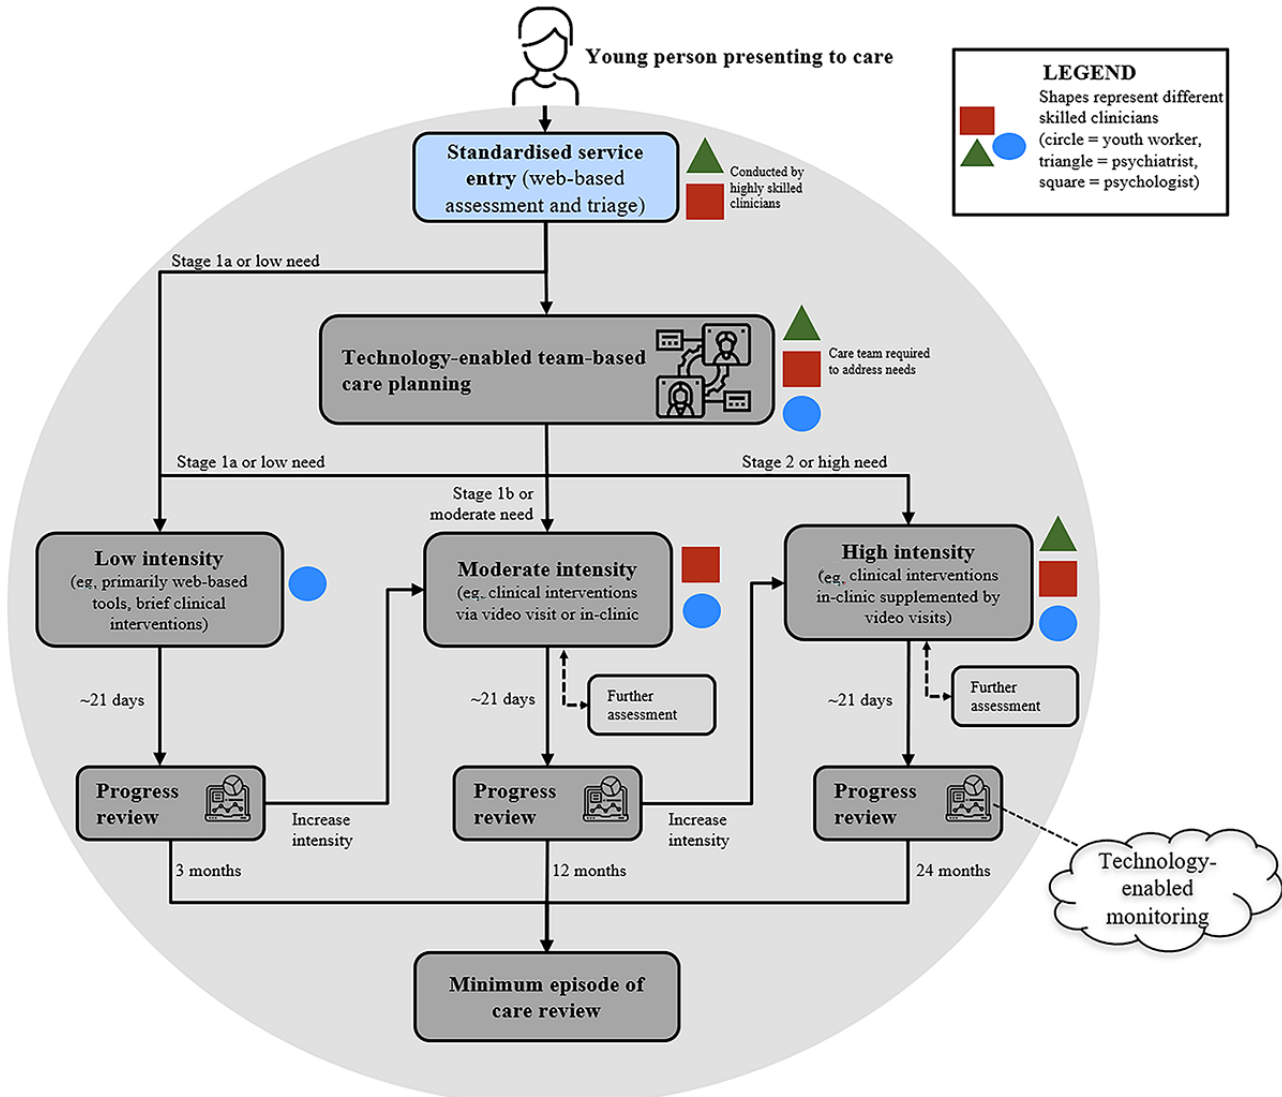 Young person presenting to care
LEGEND
Shapes represent different
skilled clinicians
(circle = youth worker,
triangle = psychiatrist,
square = psychologist)
Standardised service
entry (web-based
assessment and triage)
Conducted by
highly skilled
clinicians
Stage 1a or low need
Technology-enabled team-based
care planning
Care team required
to address needs
Stage 1a or low need
Stage 2 or high need
Stage 1b or
moderate need
Low intensity
(eg, primarily web-based
tools, brief clinical
interventions)
Moderate intensity
(eg, clinical interventions
via video visit or in-clinic
High intensity
(eg, clinical interventions
in-clinic supplemented by
video visits)
~21 days
~21 days
Further
assessment
~21 days
Further
assessment
Progress
review
Increase
intensity
Progress
review
Increase
intensity
Progress
review
3 months
12 months
24 months
Technology-
enabled
monitoring
Minimum episode of
care review